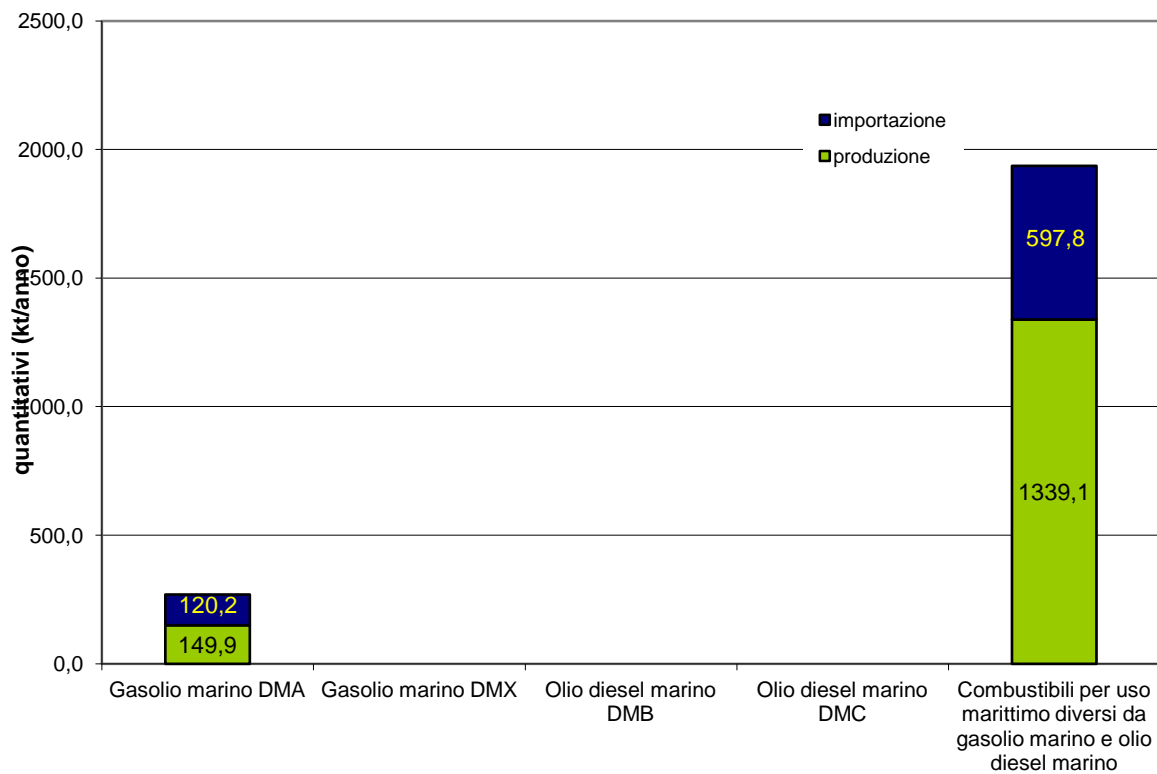 2500,0
2000,0
1500,0
1000,0
500,0
0,0
quantitativi (kt/anno)
importazione
produzione
597,8
1339,1
120,2
149,9
Gasolio marino DMA
Gasolio marino DMX
Olio diesel marino
DMB
Olio diesel marino
DMC
Combustibili per uso
marittimo diversi da
gasolio marino e olio
diesel marino